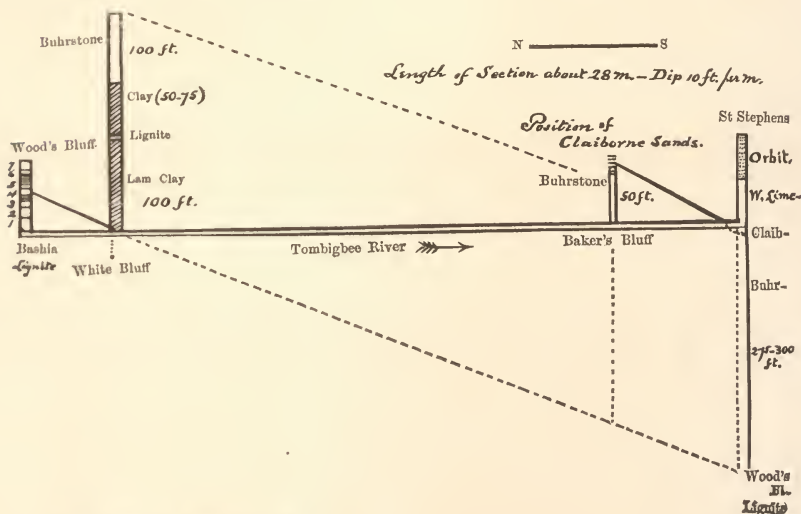 Buhrstone
100 ft.
Clay (50-75)
Lignite
Lam Clay
100 ft.
Wood's Bluff.
7
6
5
4
3
2
1
Bashia
Lignite
White Bluff
N S
Length of Section about 28 m. – Dip 10 ft. per m.
Position of
Claiborne Sands.
Buhrstone
50 ft.
Tombigbee River
Baker's Bluff
St Stephens
Orbit.
W. Lime-
Claib-
Buhr-
275-300
ft.
Wood's
Bl.
Lignite